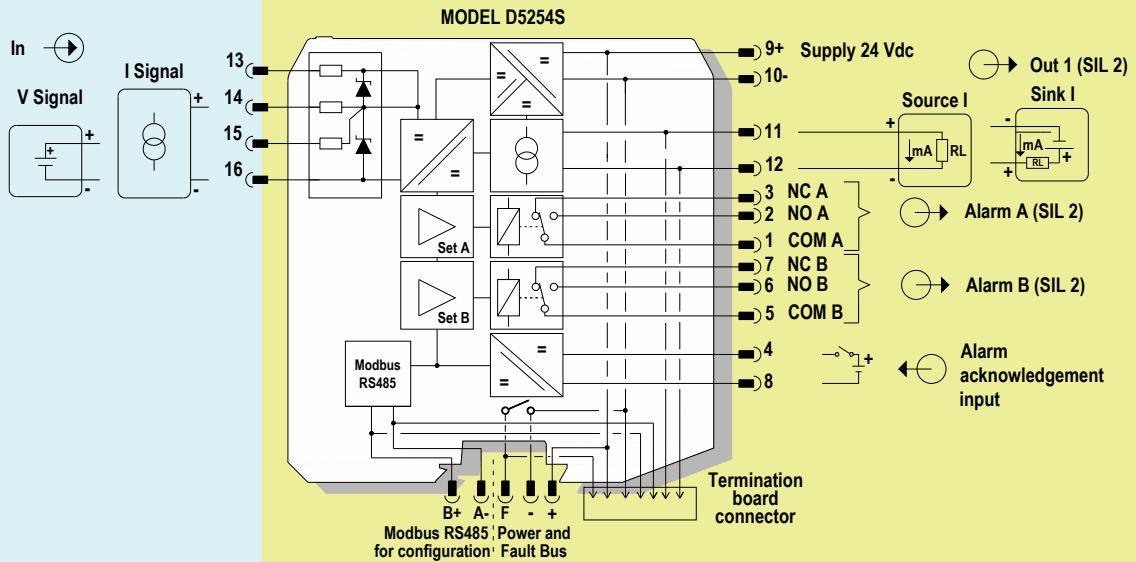 MODEL D5254S
In
I Signal
V Signal
+
-
+
+
-
13
14
15
16
=
=
=
=
=
Set A
Set B
Modbus
RS485
=
=
9+ Supply 24 Vdc
10-
11
12
3 NC A
2 NO A
1 COM A
7 NC B
6 NO B
5 COM B
4
8
Out 1 (SIL 2)
Source I
Sink I
+
mA
RL
-
-
mA
+
RL
+
Alarm A (SIL 2)
Alarm B (SIL 2)
+
Alarm
acknowledgement
input
Termination
board
connector
B+ A- F - +
Modbus RS485
for configuration
Power and
Fault Bus